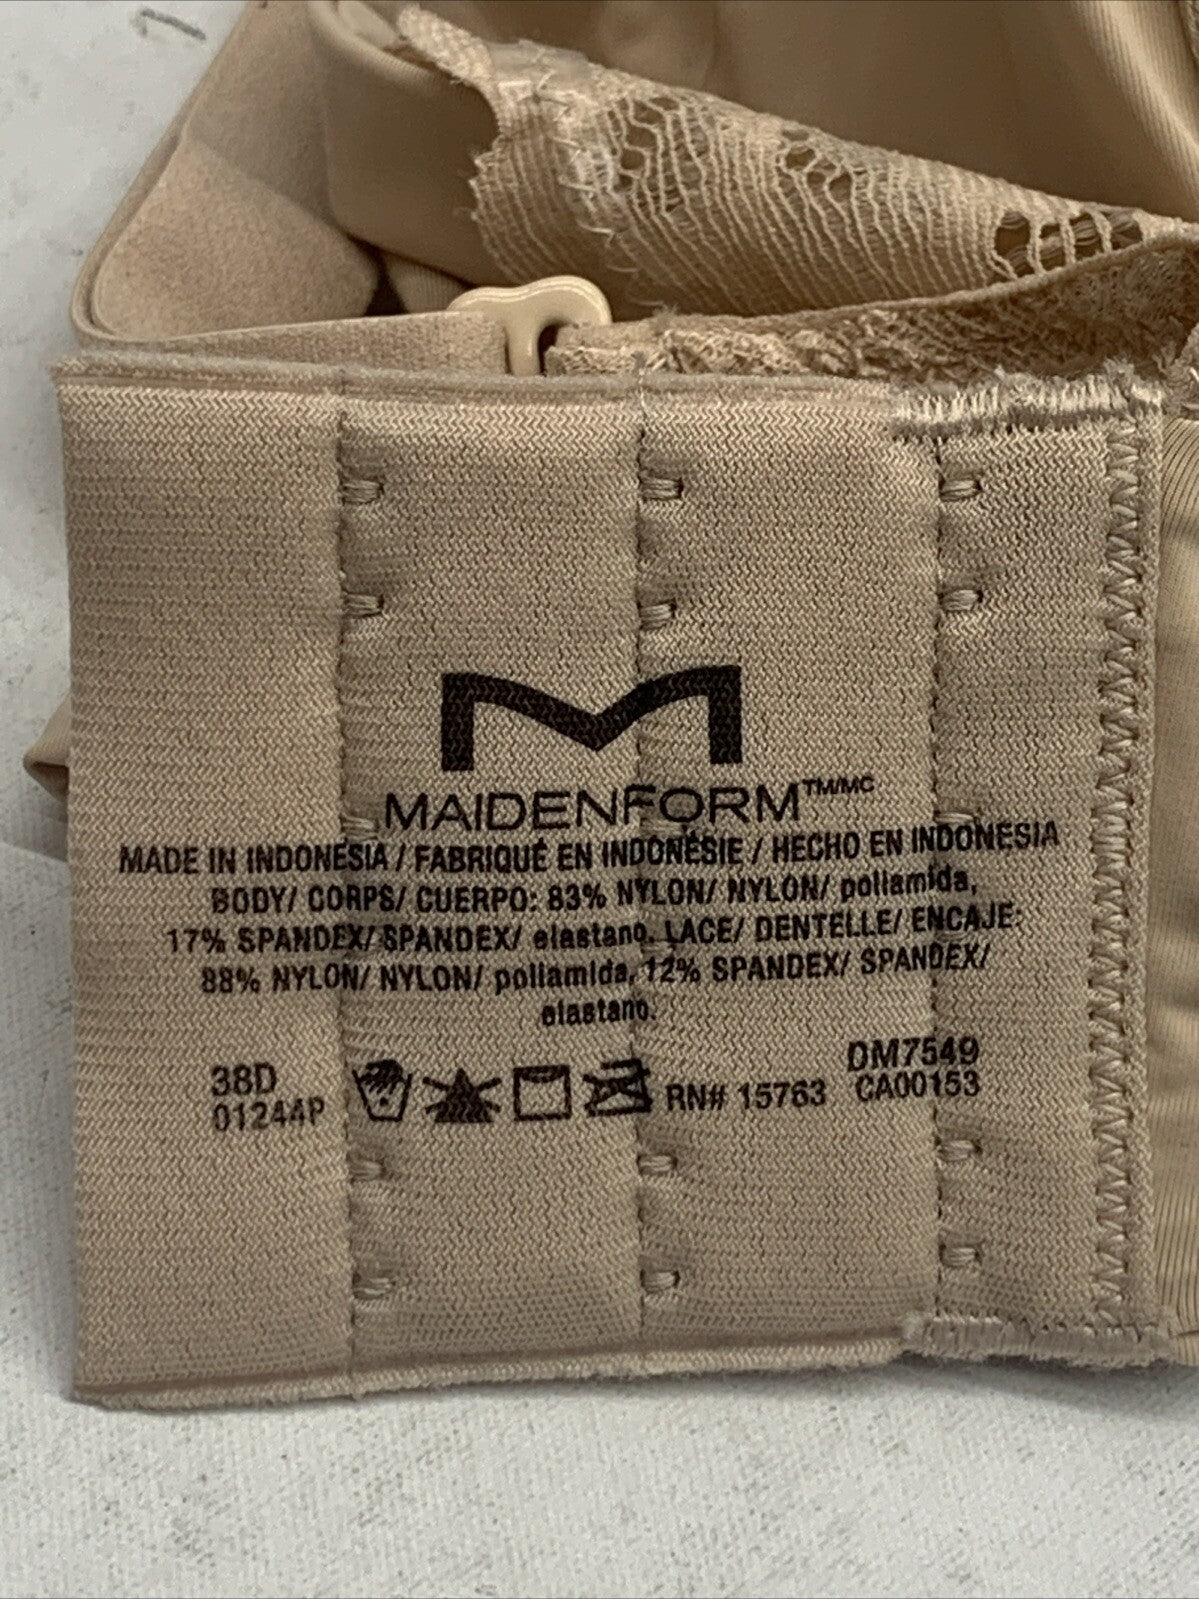 MAIDENFORM™/MC
MADE IN INDONESIA / FABRIQUÉ EN INDONÉSIE / HECHO EN INDONESIA
BODY/ CORPS/ CUERPO: 83% NYLON/ NYLON/ poliamida,
17% SPANDEX/ SPANDEX/ elastano. LACE/ DENTELLE/ ENCAJE:
88% NYLON/ NYLON/ poliamida, 12% SPANDEX/ SPANDEX/
elastano.
38D
01244P
RN# 15763
DM7549
CA00153